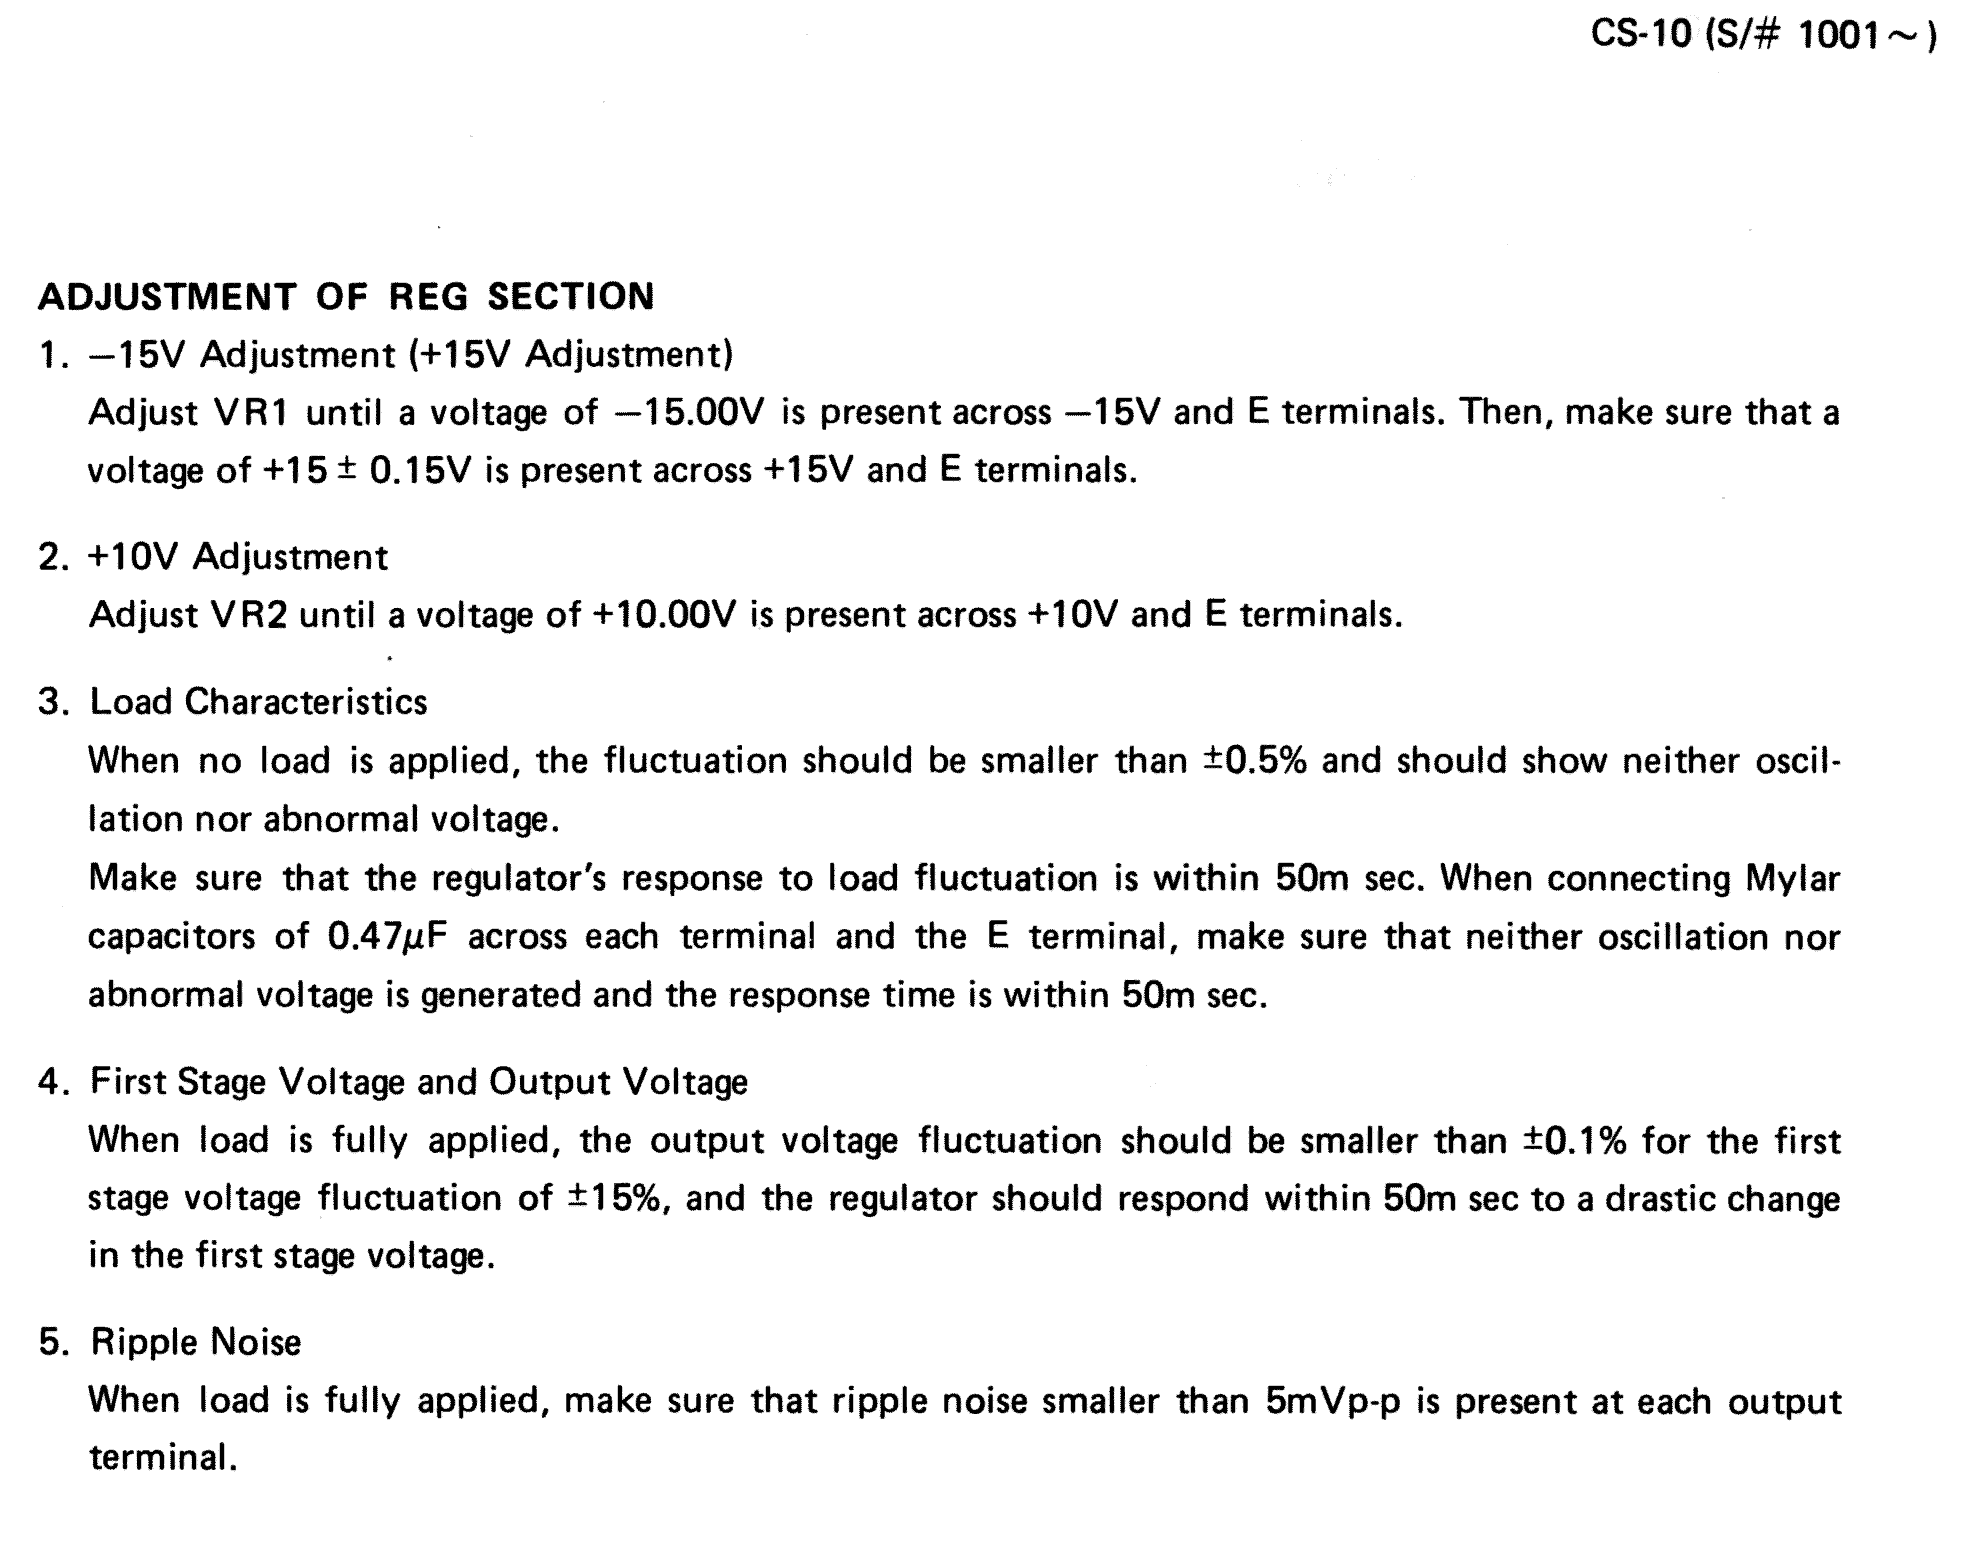 CS-10 (S/# 1001~)
ADJUSTMENT OF REG SECTION
1. −15V Adjustment (+15V Adjustment)
Adjust VR1 until a voltage of −15.00V is present across −15V and E terminals. Then, make sure that a
voltage of +15 ± 0.15V is present across +15V and E terminals.
2. +10V Adjustment
Adjust VR2 until a voltage of +10.00V is present across +10V and E terminals.
3. Load Characteristics
When no load is applied, the fluctuation should be smaller than ±0.5% and should show neither oscil-
lation nor abnormal voltage.
Make sure that the regulator's response to load fluctuation is within 50m sec. When connecting Mylar
capacitors of 0.47μF across each terminal and the E terminal, make sure that neither oscillation nor
abnormal voltage is generated and the response time is within 50m sec.
4. First Stage Voltage and Output Voltage
When load is fully applied, the output voltage fluctuation should be smaller than ±0.1% for the first
stage voltage fluctuation of ±15%, and the regulator should respond within 50m sec to a drastic change
in the first stage voltage.
5. Ripple Noise
When load is fully applied, make sure that ripple noise smaller than 5mVp-p is present at each output
terminal.